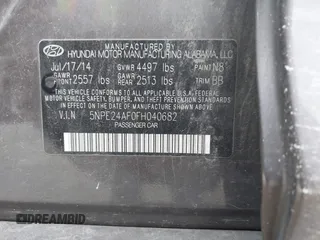 MANUFACTURED BY
HYUNDAI MOTOR MANUFACTURING ALABAMA, LLC
Jul/17/14 GVWR 4497 lbs PAINT N8
GAWR FRONT 2557 lbs GAWR REAR 2513 lbs TRIM BB
THIS VEHICLE CONFORMS TO ALL APPLICABLE
U.S. FEDERAL MOTOR VEHICLE SAFETY, BUMPER,
AND THEFT PREVENTION STANDARDS IN
EFFECT ON THE DATE OF MANUFACTURE SHOWN ABOVE.
V.I.N 5NPE24AF0FH040682
PASSENGER CAR
DREAMBID